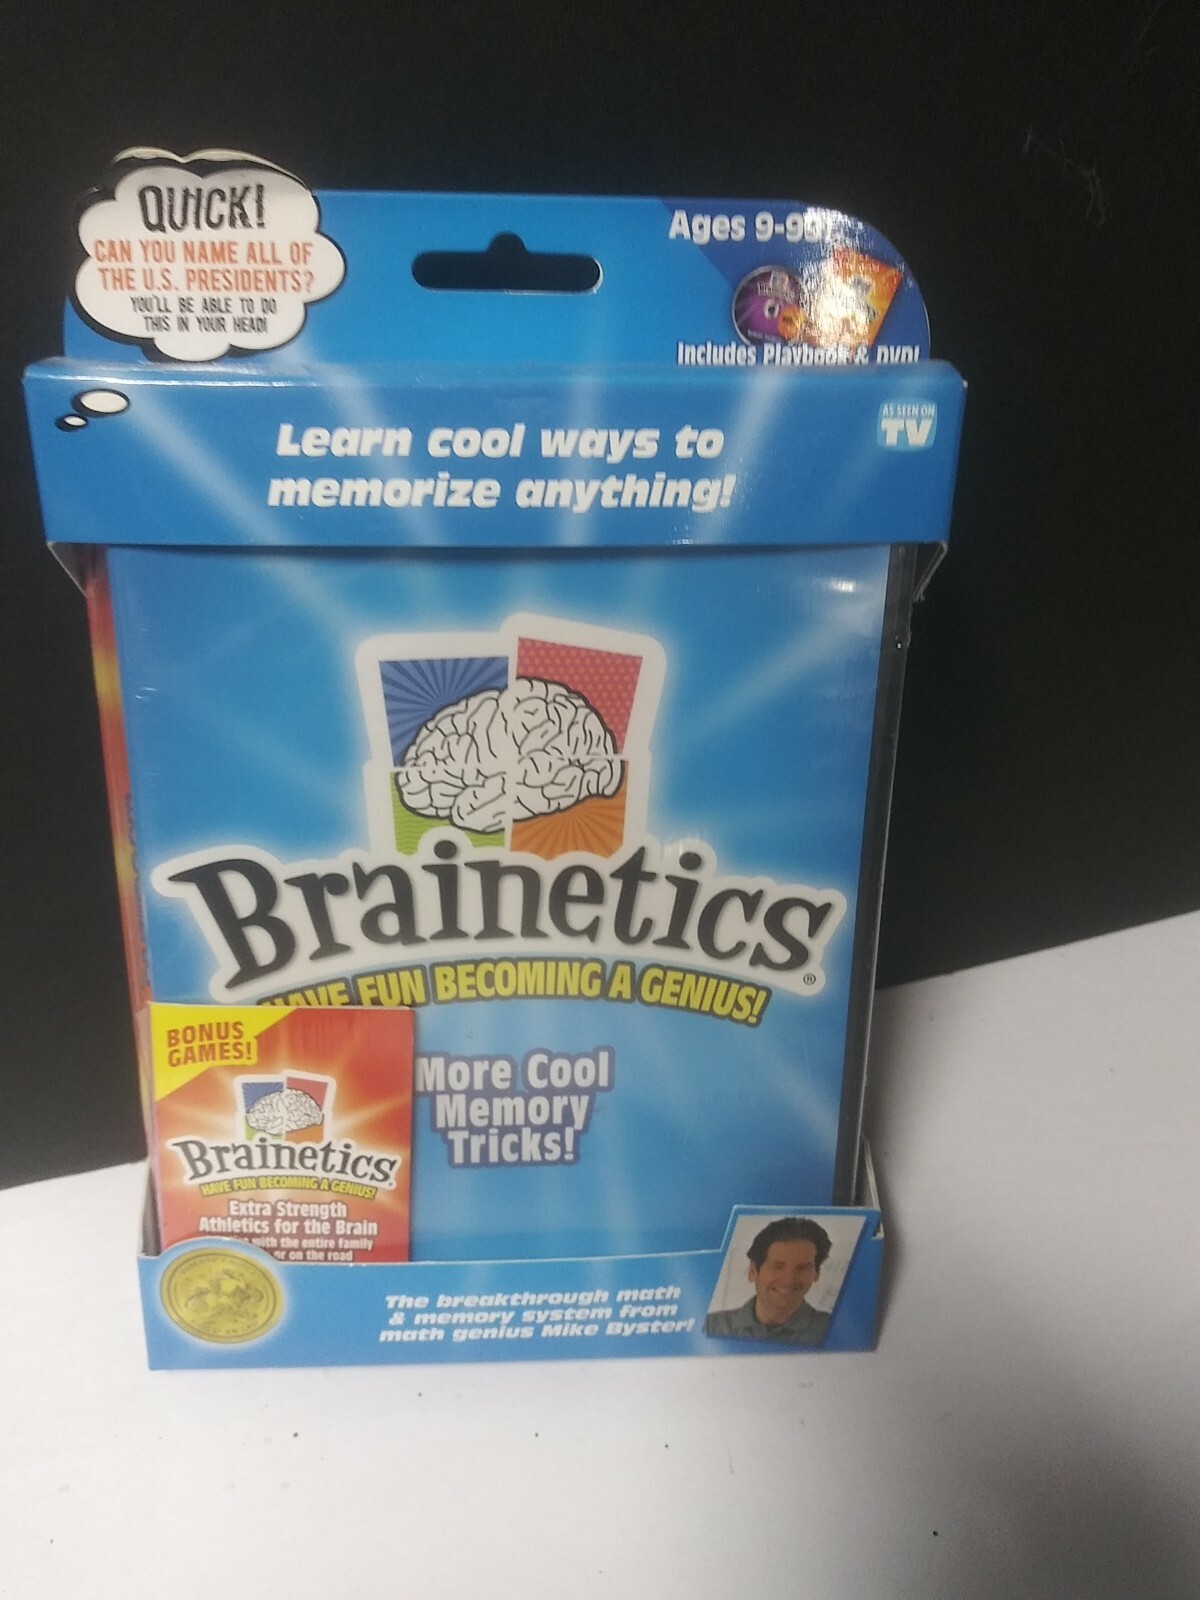 QUICK!
CAN YOU NAME ALL OF
THE U.S. PRESIDENTS?
YOU'LL BE ABLE TO DO
THIS IN YOUR HEAD!
Ages 9-99
Includes Playbook & DVD!
AS SEEN ON
TV
Learn cool ways to
memorize anything!
Brainetics®
HAVE FUN BECOMING A GENIUS!
More Cool
Memory
Tricks!
BONUS
GAMES!
Brainetics
HAVE FUN BECOMING A GENIUS!
Extra Strength
Athletics for the Brain
with the entire family
or on the road
The breakthrough math
& memory system from
math genius Mike Byster!